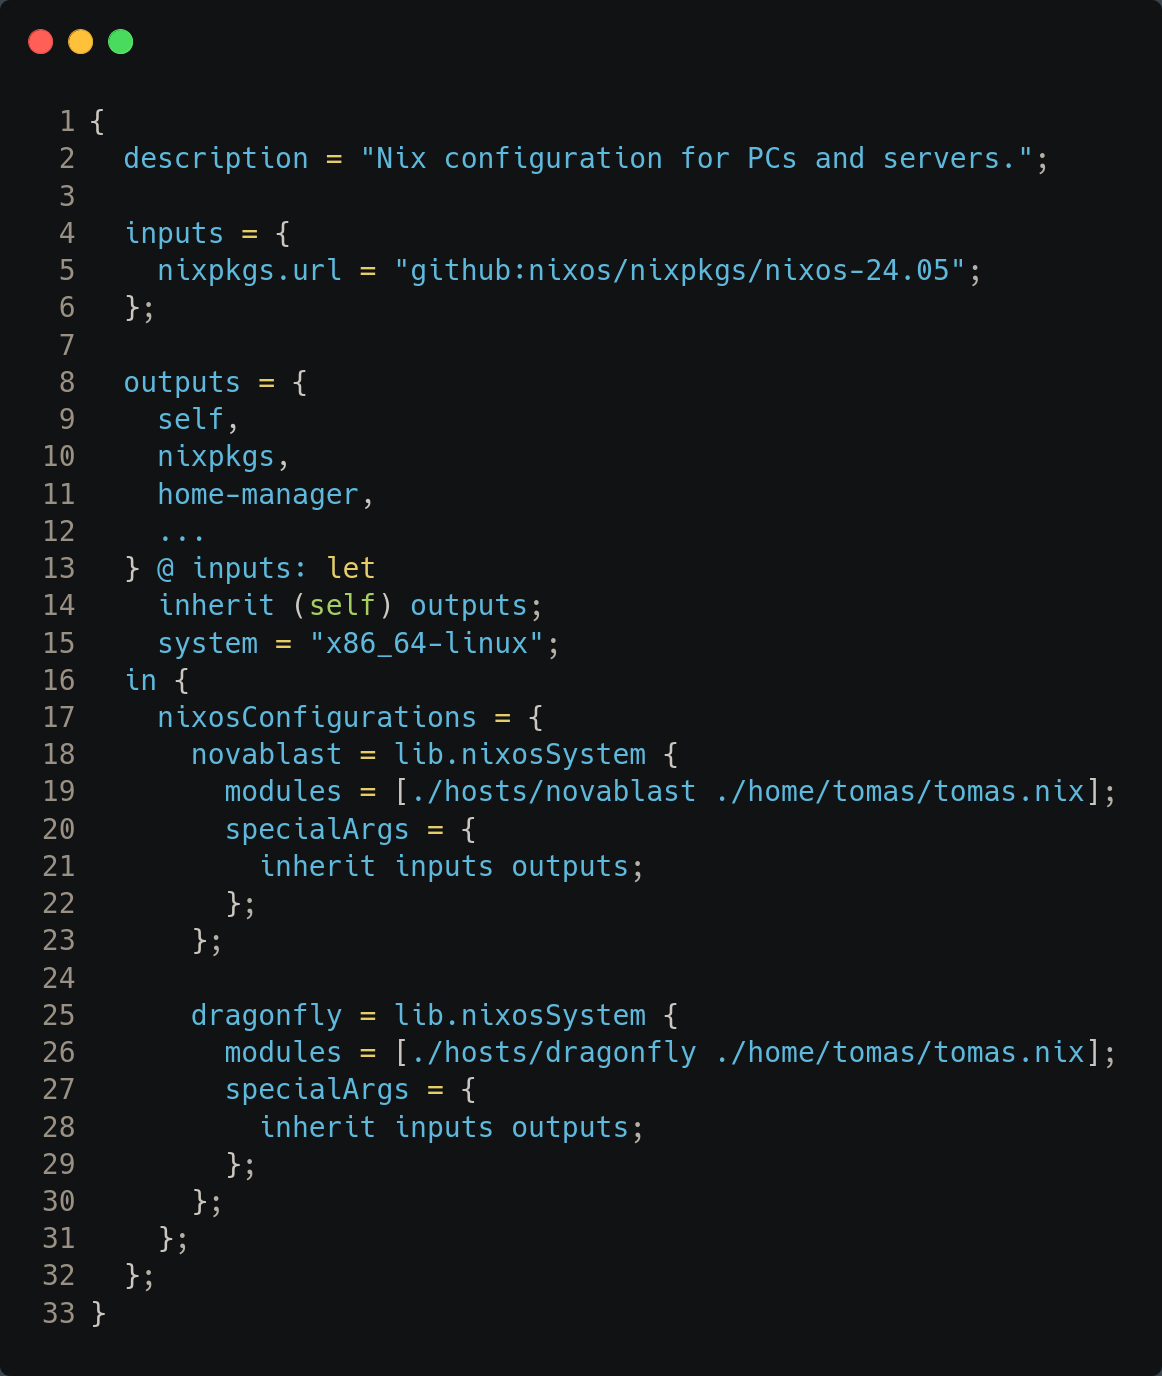 1 {
2   description = "Nix configuration for PCs and servers.";
3
4   inputs = {
5     nixpkgs.url = "github:nixos/nixpkgs/nixos-24.05";
6   };
7
8   outputs = {
9     self,
10     nixpkgs,
11     home-manager,
12     ...
13   } @ inputs: let
14     inherit (self) outputs;
15     system = "x86_64-linux";
16   in {
17     nixosConfigurations = {
18       novablast = lib.nixosSystem {
19         modules = [./hosts/novablast ./home/tomas/tomas.nix];
20         specialArgs = {
21           inherit inputs outputs;
22         };
23       };
24
25       dragonfly = lib.nixosSystem {
26         modules = [./hosts/dragonfly ./home/tomas/tomas.nix];
27         specialArgs = {
28           inherit inputs outputs;
29         };
30       };
31     };
32   };
33 }